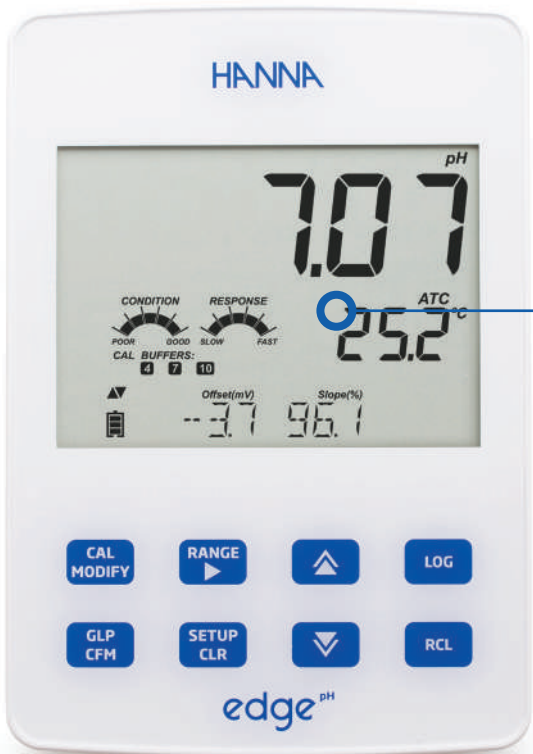 HANNA
pH
7.07
CONDITION RESPONSE
POOR GOOD SLOW FAST
ATC
25.2 °C
CAL BUFFERS:
4 7 10
Offset(mV) Slope(%)
--3.7 96.1
CAL MODIFY
RANGE
LOG
GLP CFM
SETUP CLR
RCL
edge pH